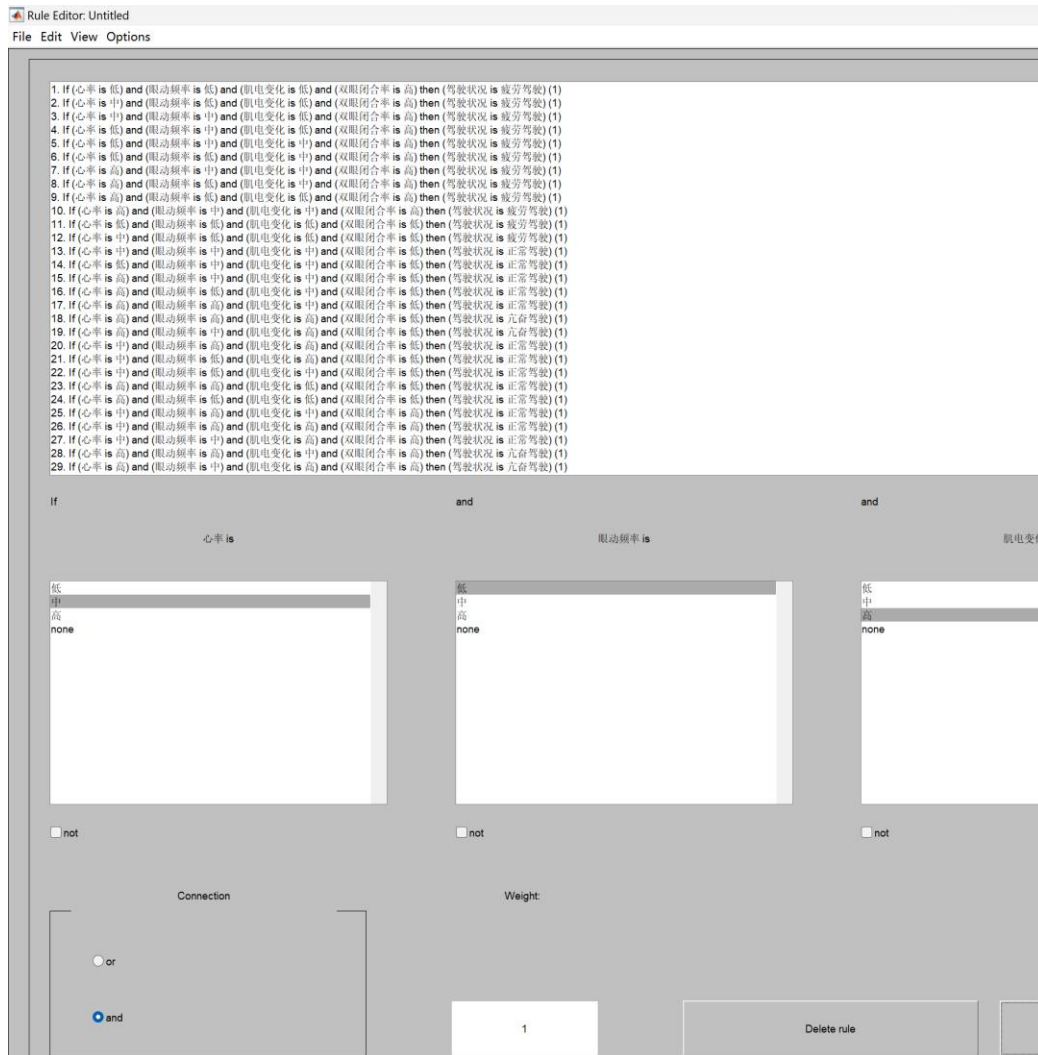 Rule Editor: Untitled
File Edit View Options
1. If (心率 is 低) and (眼动频率 is 低) and (肌电变化 is 低) and (双眼闭合率 is 高) then (驾驶状况 is 疲劳驾驶) (1)
2. If (心率 is 中) and (眼动频率 is 低) and (肌电变化 is 低) and (双眼闭合率 is 高) then (驾驶状况 is 疲劳驾驶) (1)
3. If (心率 is 中) and (眼动频率 is 中) and (肌电变化 is 低) and (双眼闭合率 is 高) then (驾驶状况 is 疲劳驾驶) (1)
4. If (心率 is 低) and (眼动频率 is 中) and (肌电变化 is 低) and (双眼闭合率 is 高) then (驾驶状况 is 疲劳驾驶) (1)
5. If (心率 is 低) and (眼动频率 is 中) and (肌电变化 is 中) and (双眼闭合率 is 高) then (驾驶状况 is 疲劳驾驶) (1)
6. If (心率 is 低) and (眼动频率 is 低) and (肌电变化 is 中) and (双眼闭合率 is 高) then (驾驶状况 is 疲劳驾驶) (1)
7. If (心率 is 高) and (眼动频率 is 中) and (肌电变化 is 中) and (双眼闭合率 is 高) then (驾驶状况 is 疲劳驾驶) (1)
8. If (心率 is 高) and (眼动频率 is 低) and (肌电变化 is 中) and (双眼闭合率 is 高) then (驾驶状况 is 疲劳驾驶) (1)
9. If (心率 is 高) and (眼动频率 is 低) and (肌电变化 is 低) and (双眼闭合率 is 高) then (驾驶状况 is 疲劳驾驶) (1)
10. If (心率 is 高) and (眼动频率 is 中) and (肌电变化 is 中) and (双眼闭合率 is 高) then (驾驶状况 is 疲劳驾驶) (1)
11. If (心率 is 低) and (眼动频率 is 低) and (肌电变化 is 低) and (双眼闭合率 is 低) then (驾驶状况 is 疲劳驾驶) (1)
12. If (心率 is 中) and (眼动频率 is 低) and (肌电变化 is 低) and (双眼闭合率 is 低) then (驾驶状况 is 疲劳驾驶) (1)
13. If (心率 is 中) and (眼动频率 is 中) and (肌电变化 is 中) and (双眼闭合率 is 低) then (驾驶状况 is 正常驾驶) (1)
14. If (心率 is 低) and (眼动频率 is 中) and (肌电变化 is 中) and (双眼闭合率 is 低) then (驾驶状况 is 正常驾驶) (1)
15. If (心率 is 高) and (眼动频率 is 中) and (肌电变化 is 中) and (双眼闭合率 is 低) then (驾驶状况 is 正常驾驶) (1)
16. If (心率 is 高) and (眼动频率 is 低) and (肌电变化 is 中) and (双眼闭合率 is 低) then (驾驶状况 is 正常驾驶) (1)
17. If (心率 is 高) and (眼动频率 is 高) and (肌电变化 is 中) and (双眼闭合率 is 低) then (驾驶状况 is 正常驾驶) (1)
18. If (心率 is 高) and (眼动频率 is 高) and (肌电变化 is 高) and (双眼闭合率 is 低) then (驾驶状况 is 亢奋驾驶) (1)
19. If (心率 is 高) and (眼动频率 is 中) and (肌电变化 is 高) and (双眼闭合率 is 低) then (驾驶状况 is 亢奋驾驶) (1)
20. If (心率 is 中) and (眼动频率 is 高) and (肌电变化 is 高) and (双眼闭合率 is 低) then (驾驶状况 is 正常驾驶) (1)
21. If (心率 is 中) and (眼动频率 is 低) and (肌电变化 is 高) and (双眼闭合率 is 低) then (驾驶状况 is 正常驾驶) (1)
22. If (心率 is 中) and (眼动频率 is 低) and (肌电变化 is 中) and (双眼闭合率 is 低) then (驾驶状况 is 正常驾驶) (1)
23. If (心率 is 中) and (眼动频率 is 高) and (肌电变化 is 低) and (双眼闭合率 is 低) then (驾驶状况 is 正常驾驶) (1)
24. If (心率 is 高) and (眼动频率 is 低) and (肌电变化 is 低) and (双眼闭合率 is 低) then (驾驶状况 is 正常驾驶) (1)
25. If (心率 is 中) and (眼动频率 is 高) and (肌电变化 is 中) and (双眼闭合率 is 高) then (驾驶状况 is 正常驾驶) (1)
26. If (心率 is 中) and (眼动频率 is 高) and (肌电变化 is 高) and (双眼闭合率 is 高) then (驾驶状况 is 正常驾驶) (1)
27. If (心率 is 中) and (眼动频率 is 中) and (肌电变化 is 高) and (双眼闭合率 is 高) then (驾驶状况 is 正常驾驶) (1)
28. If (心率 is 高) and (眼动频率 is 高) and (肌电变化 is 中) and (双眼闭合率 is 高) then (驾驶状况 is 亢奋驾驶) (1)
29. If (心率 is 高) and (眼动频率 is 中) and (肌电变化 is 高) and (双眼闭合率 is 高) then (驾驶状况 is 亢奋驾驶) (1)
If and and
心率 is 眼动频率 is 肌电变
低 低 低
中 中 中
高 高 高
none none none
not not not
Connection Weight:
or
and 1 Delete rule